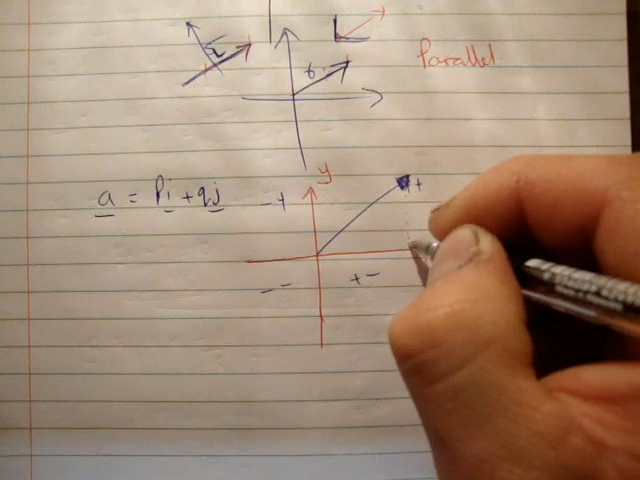 Parallel
y
a = pi + qj
- +
+
- -
+ -